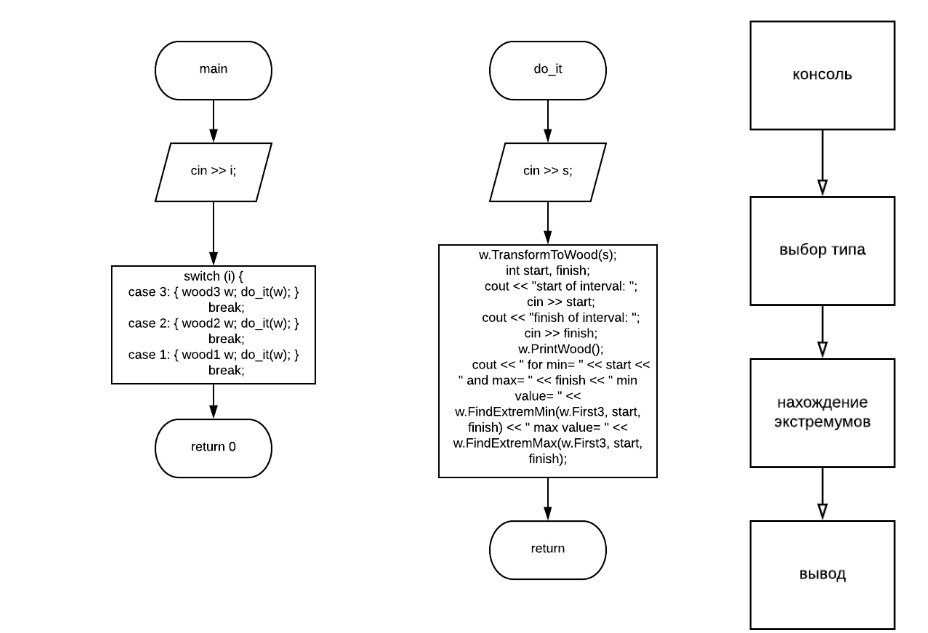 main
cin >> i;
switch (i) {
case 3: { wood3 w; do_it(w); }
break;
case 2: { wood2 w; do_it(w); }
break;
case 1: { wood1 w; do_it(w); }
break;
return 0
do_it
cin >> s;
w.TransformToWood(s);
int start, finish;
cout << "start of interval: ";
cin >> start;
cout << "finish of interval: ";
cin >> finish;
w.PrintWood();
cout << " for min= " << start <<
" and max= " << finish << " min
value= " <<
w.FindExtremMin(w.First3, start,
finish) << " max value= " <<
w.FindExtremMax(w.First3, start,
finish);
return
консоль
выбор типа
нахождение
экстремумов
вывод